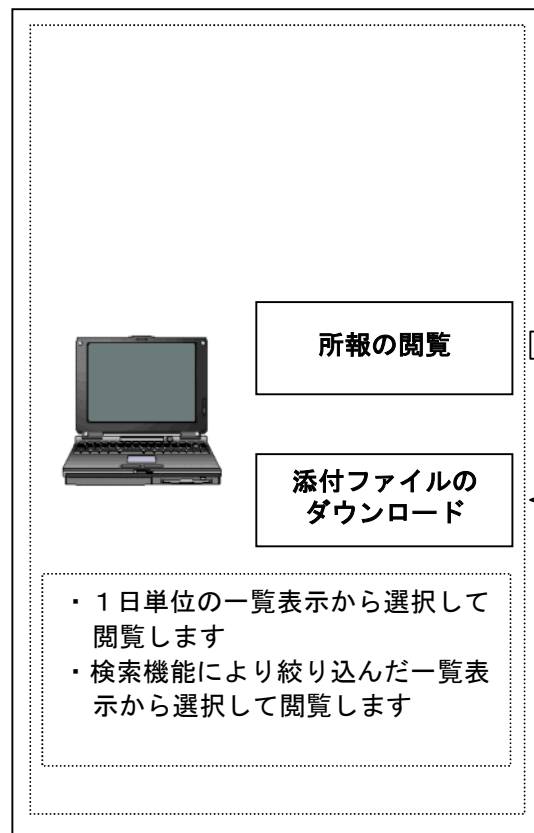 所報の閲覧
添付ファイルの
ダウンロード
・１日単位の一覧表示から選択して
閲覧します
・検索機能により絞り込んだ一覧表
示から選択して閲覧します